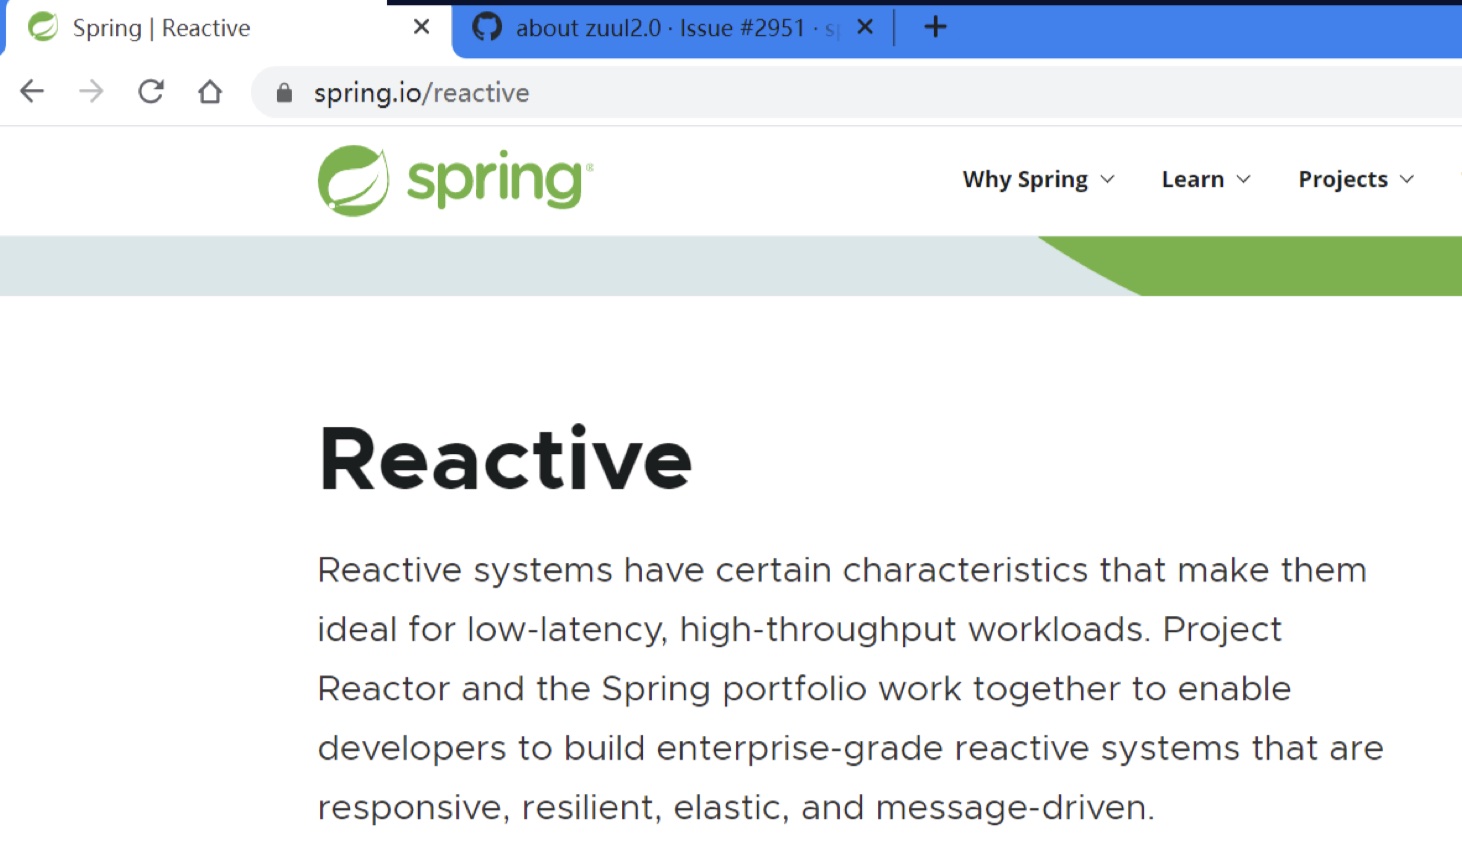 Spring | Reactive
about zuul2.0 · Issue #2951 · s
spring.io/reactive
spring®
Why Spring
Learn
Projects
Reactive
Reactive systems have certain characteristics that make them
ideal for low-latency, high-throughput workloads. Project
Reactor and the Spring portfolio work together to enable
developers to build enterprise-grade reactive systems that are
responsive, resilient, elastic, and message-driven.